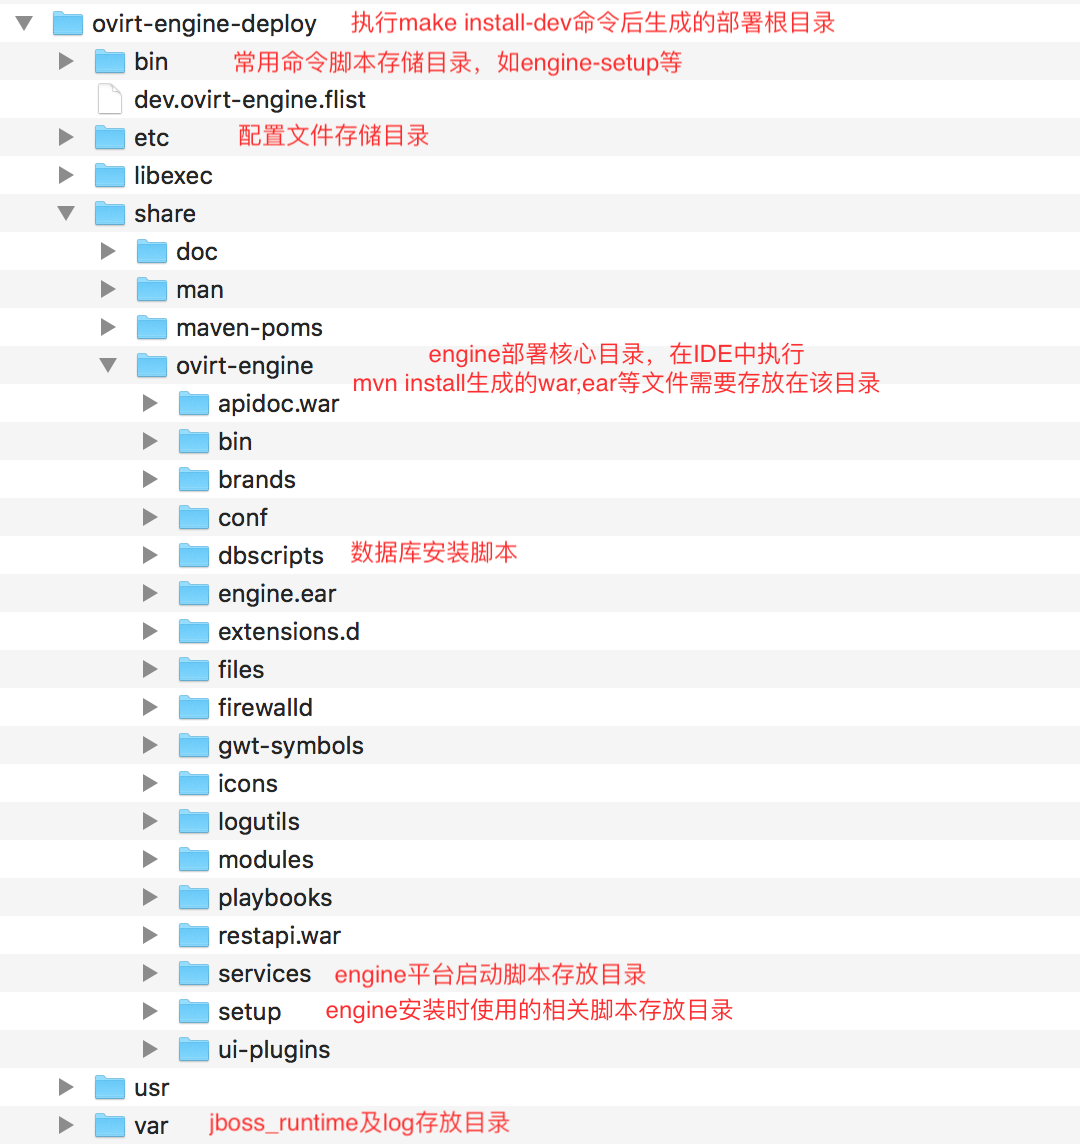 ovirt-engine-deploy 执行make install-dev命令后生成的部署根目录
bin 常用命令脚本存储目录，如engine-setup等
dev.ovirt-engine.flist
etc 配置文件存储目录
libexec
share
doc
man
maven-poms
engine部署核心目录，在IDE中执行
ovirt-engine
mvn install生成的war,ear等文件需要存放在该目录
apidoc.war
bin
brands
conf
dbscripts 数据库安装脚本
engine.ear
extensions.d
files
firewalld
gwt-symbols
icons
logutils
modules
playbooks
restapi.war
services engine平台启动脚本存放目录
setup engine安装时使用的相关脚本存放目录
ui-plugins
usr
var jboss_runtime及log存放目录